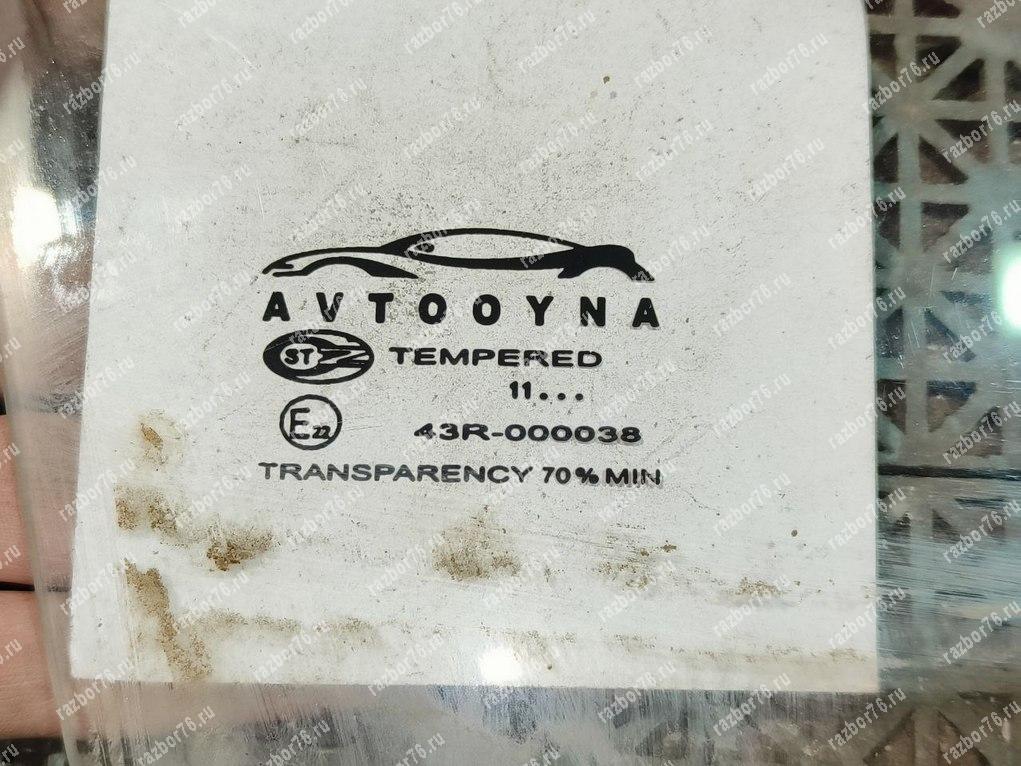 AVTOOYNA
ST TEMPERED
11...
E22 43R-000038
TRANSPARENCY 70% MIN
razbor76.ru